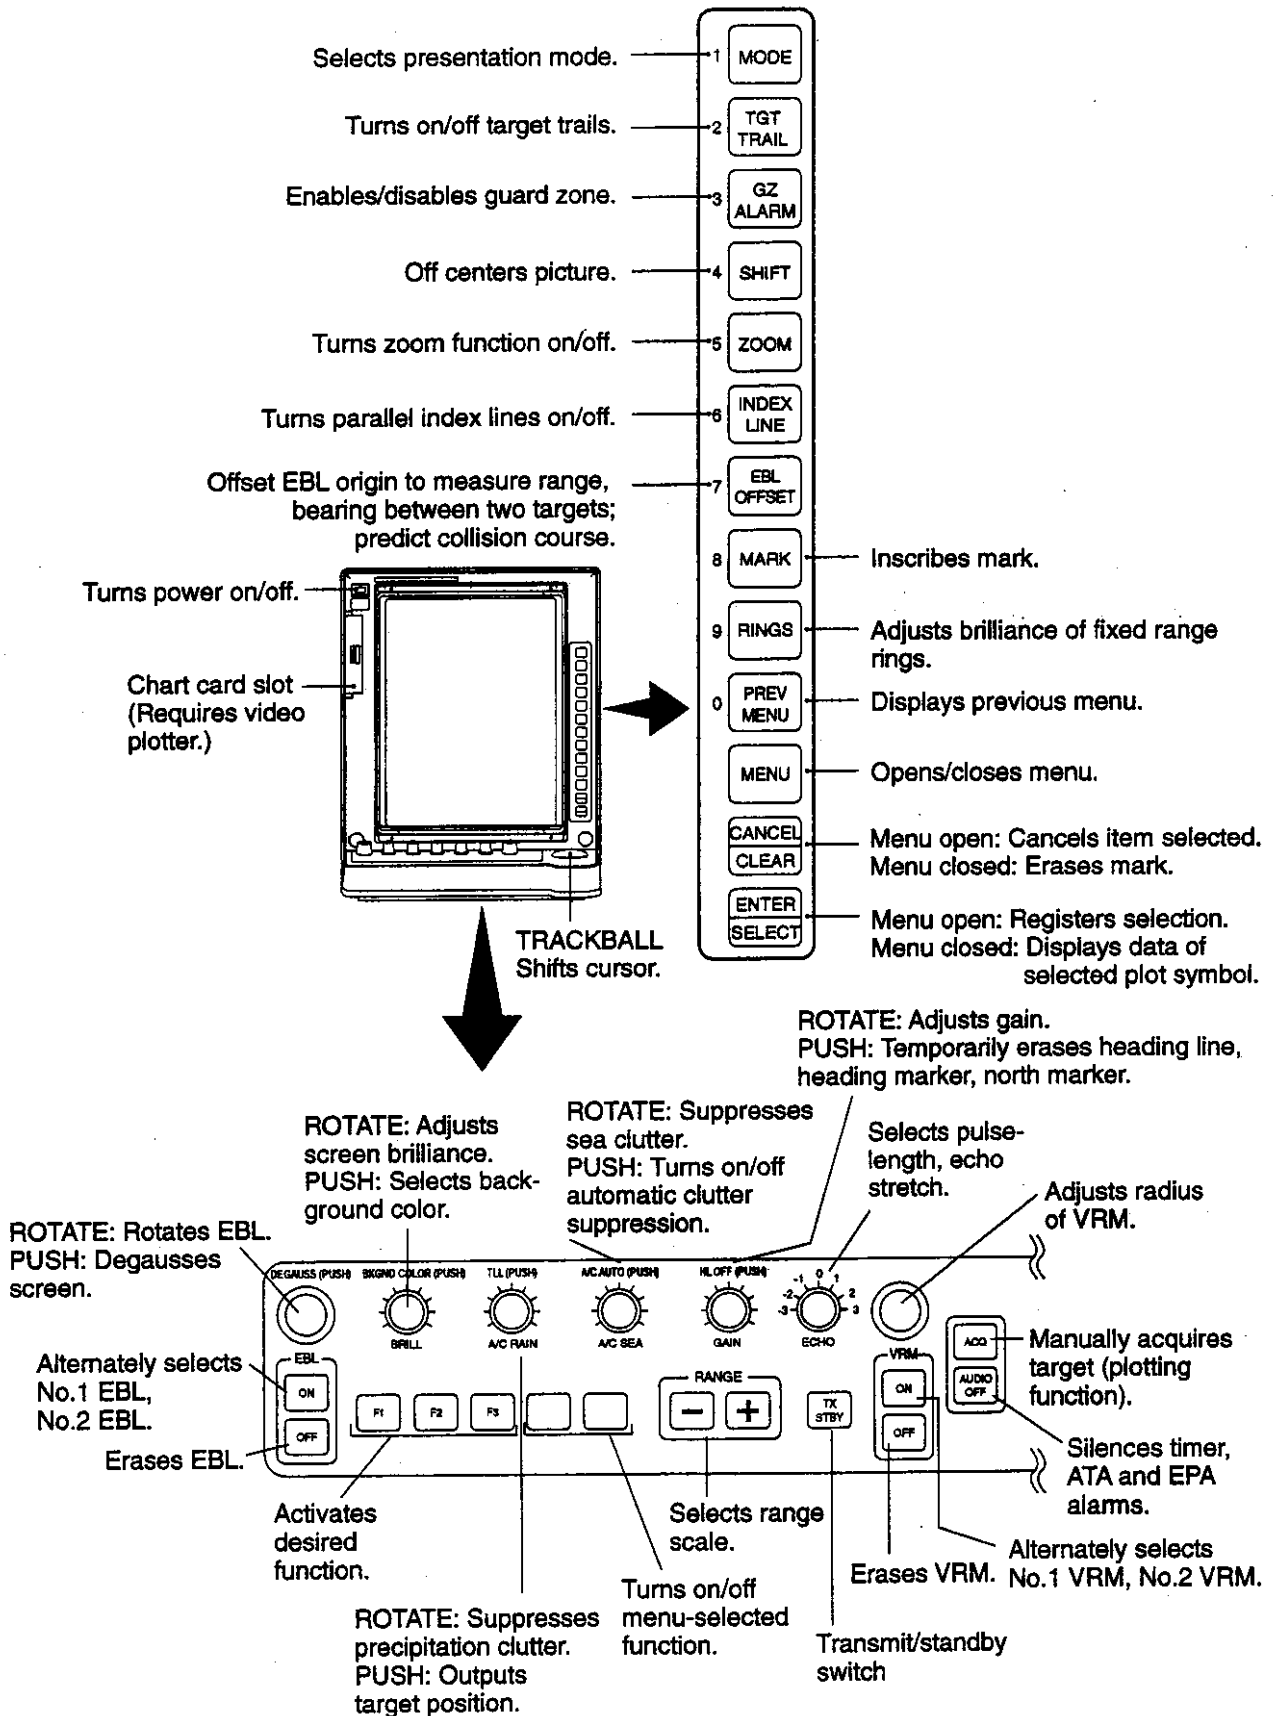 Selects presentation mode.
1 MODE
Turns on/off target trails.
2 TGT
TRAIL
Enables/disables guard zone.
3 GZ
ALARM
Off centers picture.
4 SHIFT
Turns zoom function on/off.
5 ZOOM
Turns parallel index lines on/off.
6 INDEX
LINE
Offset EBL origin to measure range,
bearing between two targets;
predict collision course.
7 EBL
OFFSET
8 MARK
Inscribes mark.
9 RINGS
Adjusts brilliance of fixed range
rings.
0 PREV
MENU
Displays previous menu.
MENU
Opens/closes menu.
CANCEL
CLEAR
Menu open: Cancels item selected.
Menu closed: Erases mark.
ENTER
SELECT
Menu open: Registers selection.
Menu closed: Displays data of
selected plot symbol.
Turns power on/off.
Chart card slot
(Requires video
plotter.)
TRACKBALL
Shifts cursor.
ROTATE: Adjusts gain.
PUSH: Temporarily erases heading line,
heading marker, north marker.
ROTATE: Suppresses
sea clutter.
PUSH: Turns on/off
automatic clutter
suppression.
ROTATE: Adjusts
screen brilliance.
PUSH: Selects back-
ground color.
Selects pulse-
length, echo
stretch.
Adjusts radius
of VRM.
ROTATE: Rotates EBL.
PUSH: Degausses
screen.
DEGAUSS (PUSH)
BKGND COLOR (PUSH)
TLL (PUSH)
A/C AUTO (PUSH)
HL OFF (PUSH)
-3 -2 -1 0 1 2 3
BRILL
A/C RAIN
A/C SEA
GAIN
ECHO
EBL
ON
OFF
F1
F2
F3
RANGE
TX
STBY
VRM
ON
OFF
ACQ
AUDIO
OFF
Alternately selects
No.1 EBL,
No.2 EBL.
Erases EBL.
Manually acquires
target (plotting
function).
Silences timer,
ATA and EPA
alarms.
Activates
desired
function.
Selects range
scale.
Erases VRM.
Alternately selects
No.1 VRM, No.2 VRM.
ROTATE: Suppresses
precipitation clutter.
PUSH: Outputs
target position.
Turns on/off
menu-selected
function.
Transmit/standby
switch